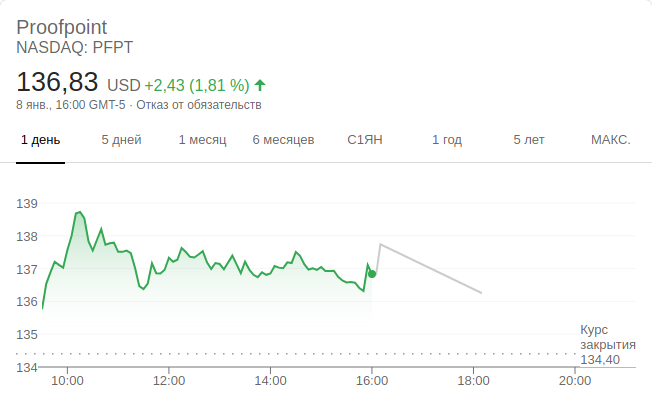 Proofpoint
NASDAQ: PFPT
136,83 USD +2,43 (1,81 %)
8 янв., 16:00 GMT-5 · Отказ от обязательств
1 день 5 дней 1 месяц 6 месяцев С1ЯН 1 год 5 лет МАКС.
139
138
137
136
135
134
Курс
закрытия
134,40
10:00 12:00 14:00 16:00 18:00 20:00